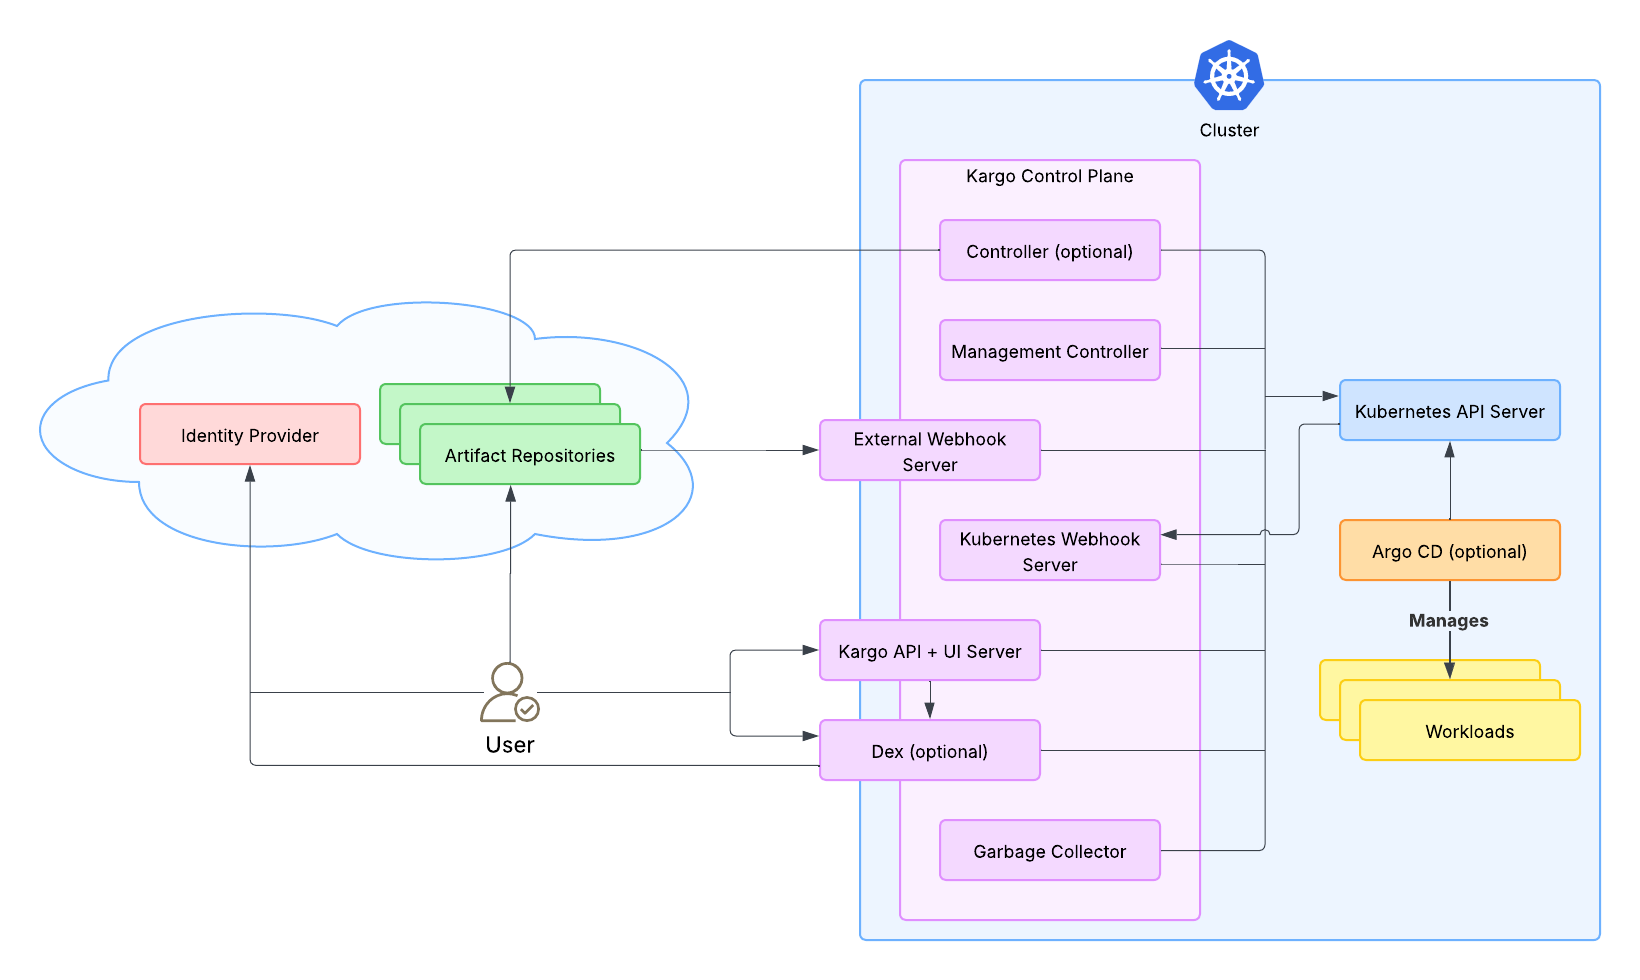 Cluster
Kargo Control Plane
Controller (optional)
Management Controller
Identity Provider
Artifact Repositories
External Webhook
Server
Kubernetes API Server
Kubernetes Webhook
Server
Argo CD (optional)
Manages
Kargo API + UI Server
User
Dex (optional)
Workloads
Garbage Collector